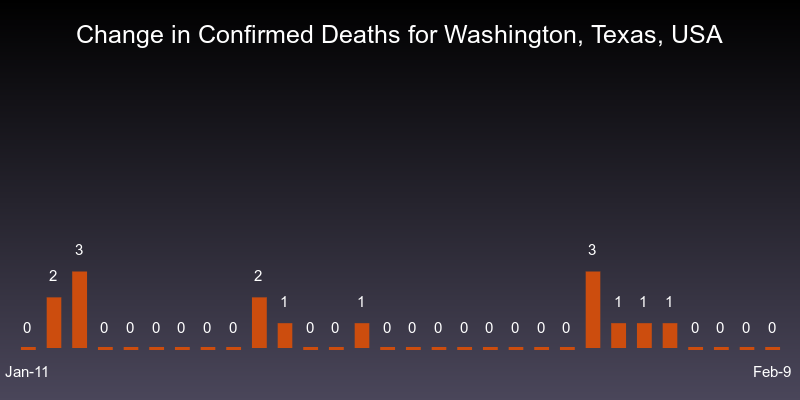 Change in Confirmed Deaths for Washington, Texas, USA
0 2 3 0 0 0 0 0 0 2 1 0 0 1 0 0 0 0 0 0 0 0 3 1 1 1 0 0 0 0
Jan-11 Feb-9